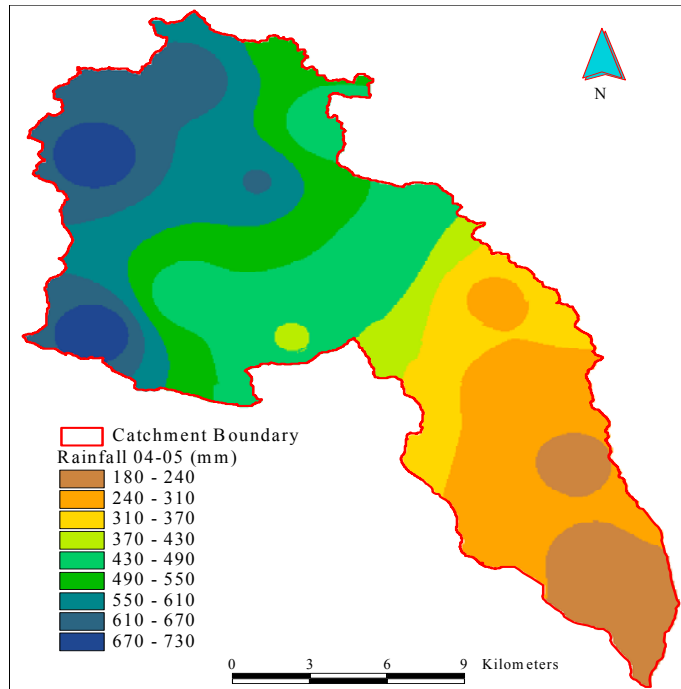 N
Catchment Boundary
Rainfall 04-05 (mm)
180 - 240
240 - 310
310 - 370
370 - 430
430 - 490
490 - 550
550 - 610
610 - 670
670 - 730
0 3 6 9 Kilometers